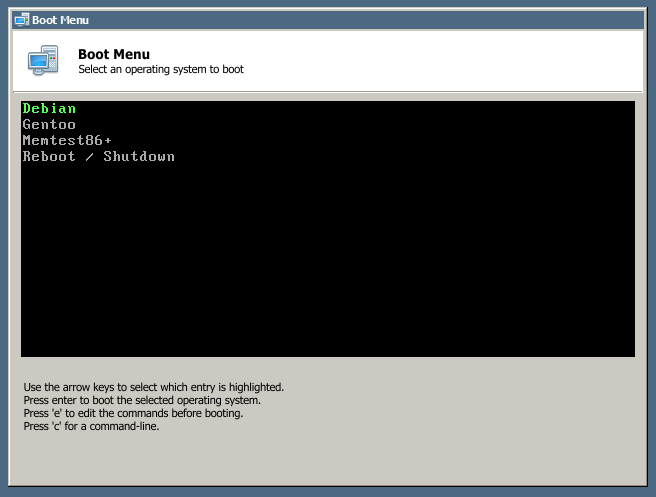 Boot Menu
Boot Menu
Select an operating system to boot
Debian
Gentoo
Memtest86+
Reboot / Shutdown
Use the arrow keys to select which entry is highlighted.
Press enter to boot the selected operating system.
Press 'e' to edit the commands before booting.
Press 'c' for a command-line.